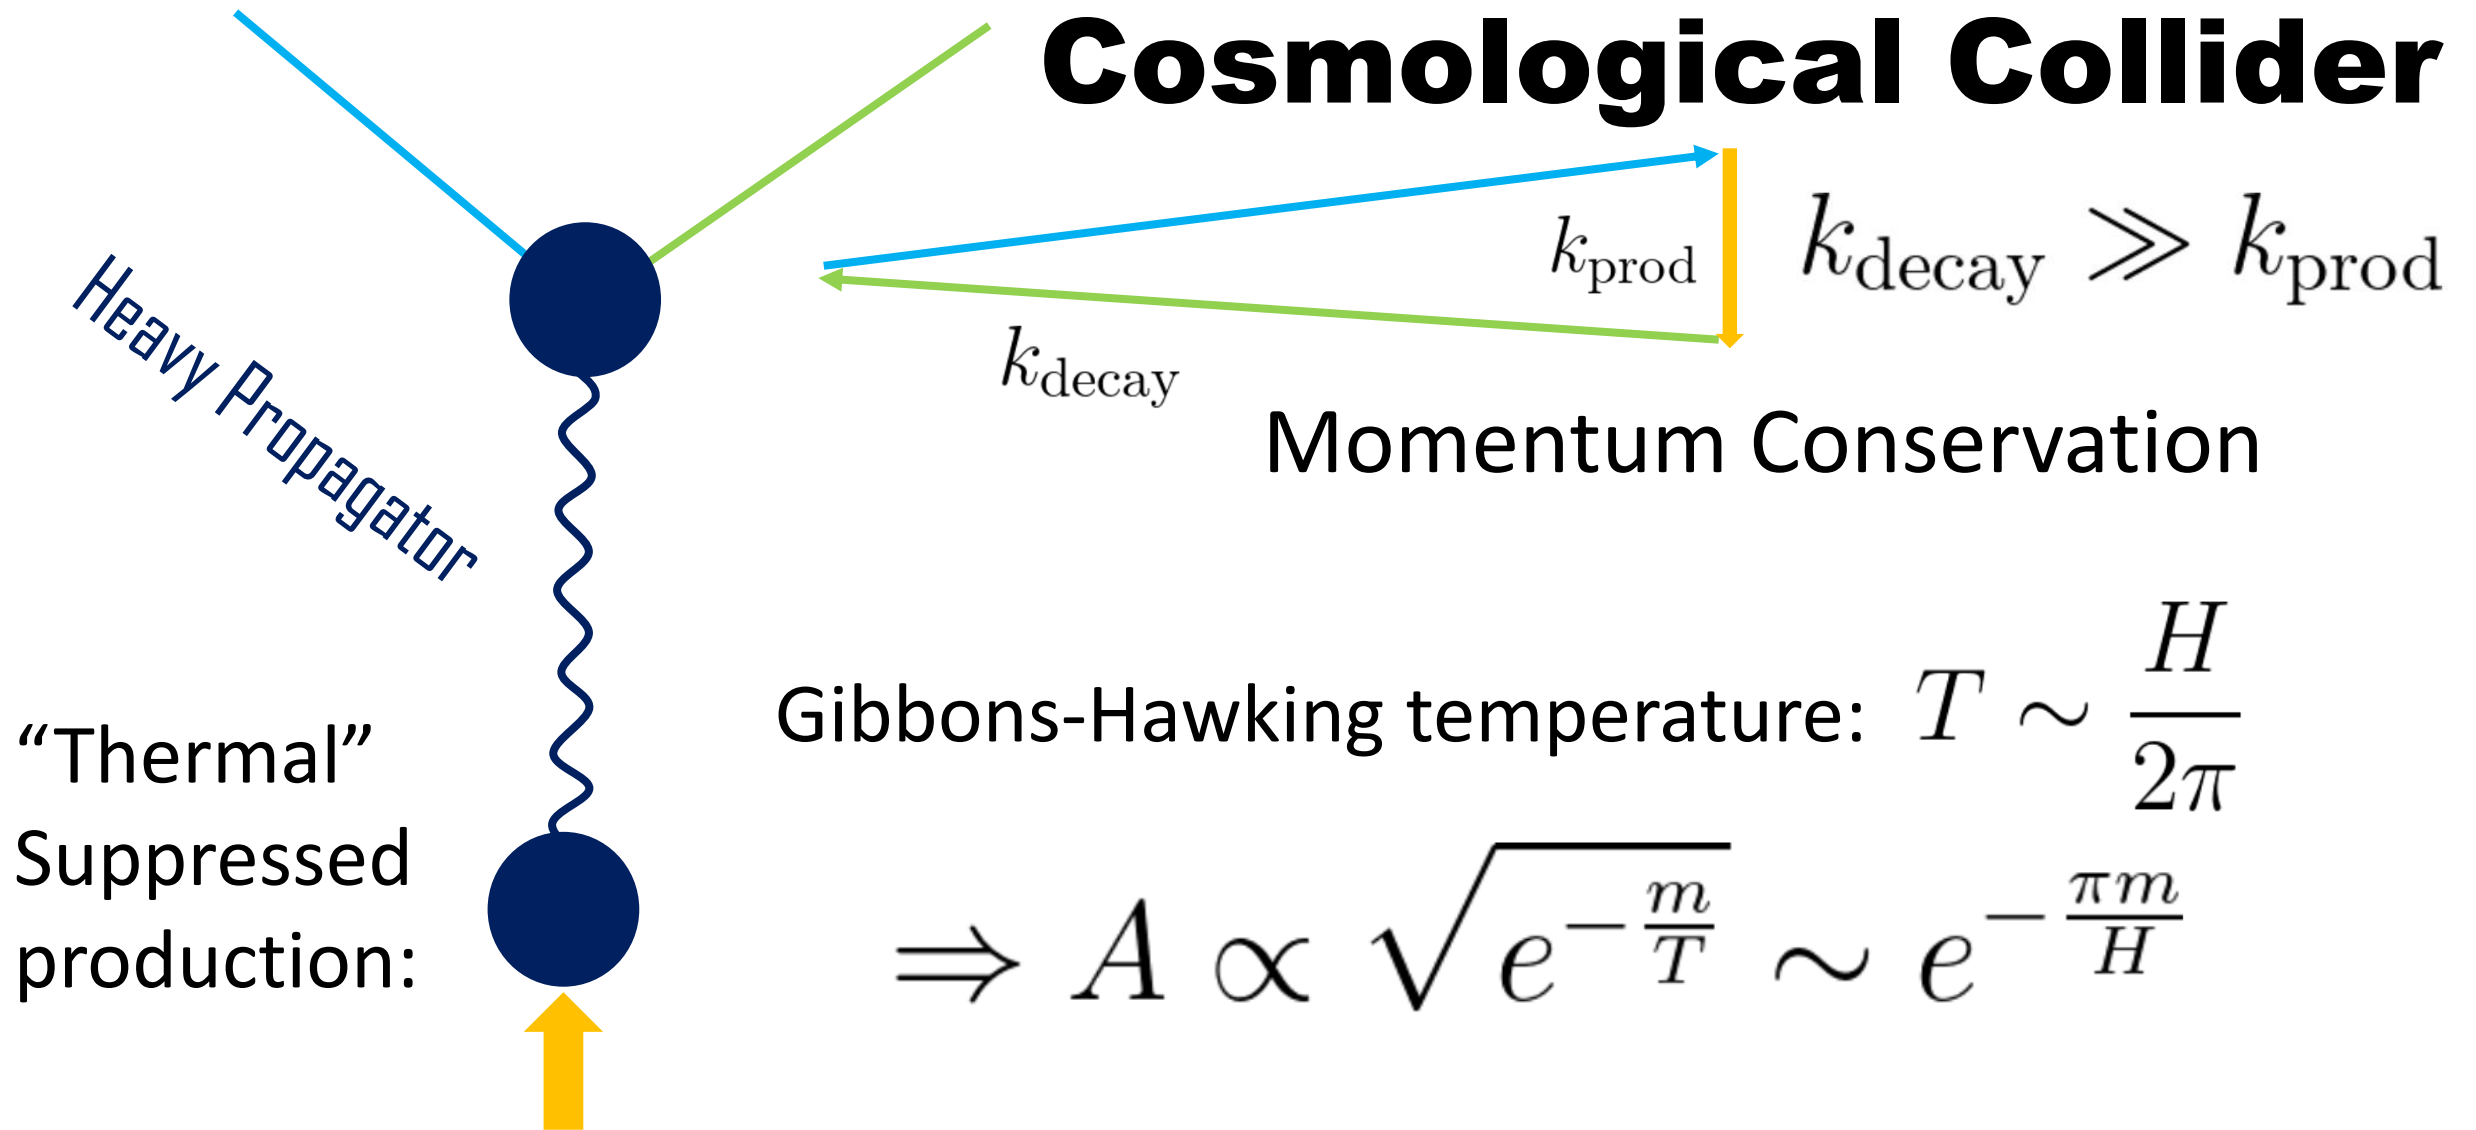 Cosmological Collider
k_prod
k_decay ≫ k_prod
k_decay
Momentum Conservation
Heavy Propagator
Gibbons-Hawking temperature: T ∼ H/2π
“Thermal”
Suppressed
production:
⇒ A ∝ √(e^{-m/T}) ∼ e^{-πm/H}